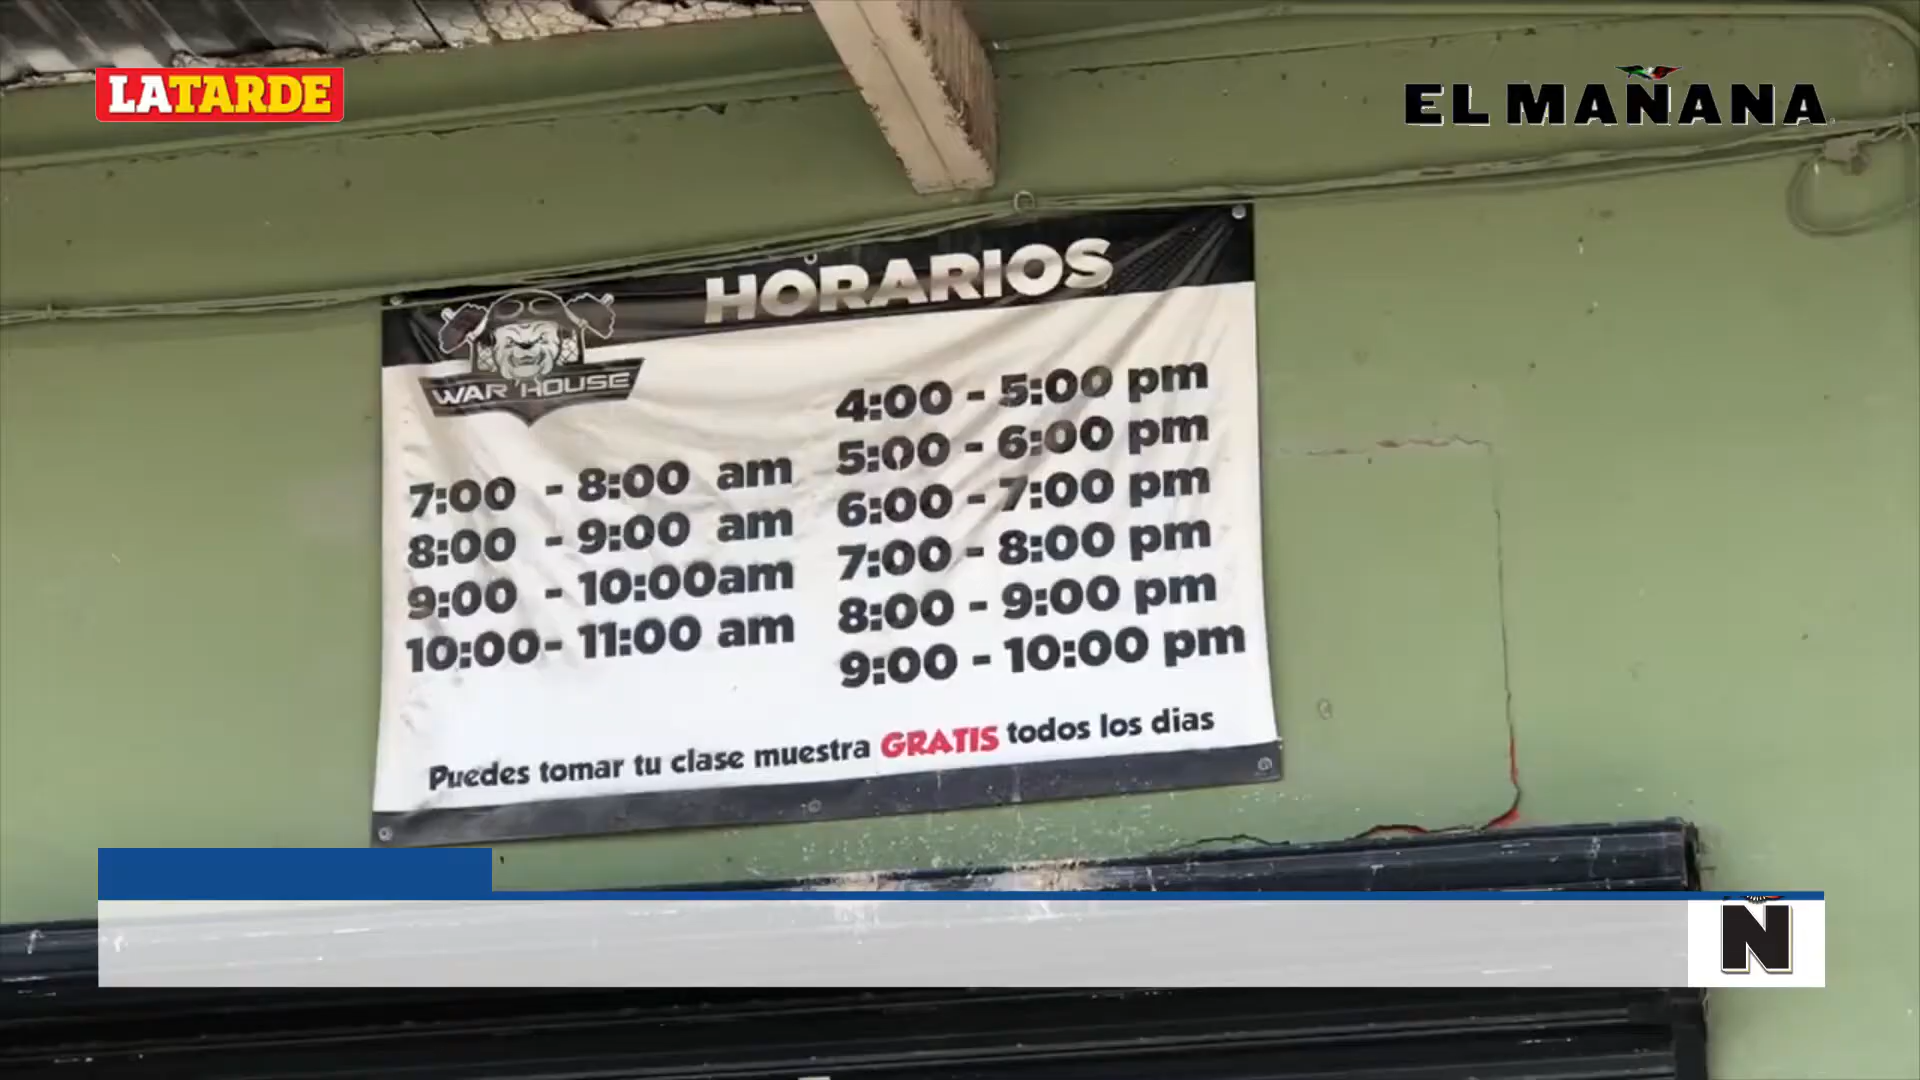 LATARDE
EL MAÑANA
HORARIOS
WAR HOUSE
7:00 - 8:00 am
8:00 - 9:00 am
9:00 - 10:00am
10:00- 11:00 am
4:00 - 5:00 pm
5:00 - 6:00 pm
6:00 - 7:00 pm
7:00 - 8:00 pm
8:00 - 9:00 pm
9:00 - 10:00 pm
Puedes tomar tu clase muestra GRATIS todos los dias
Ñ